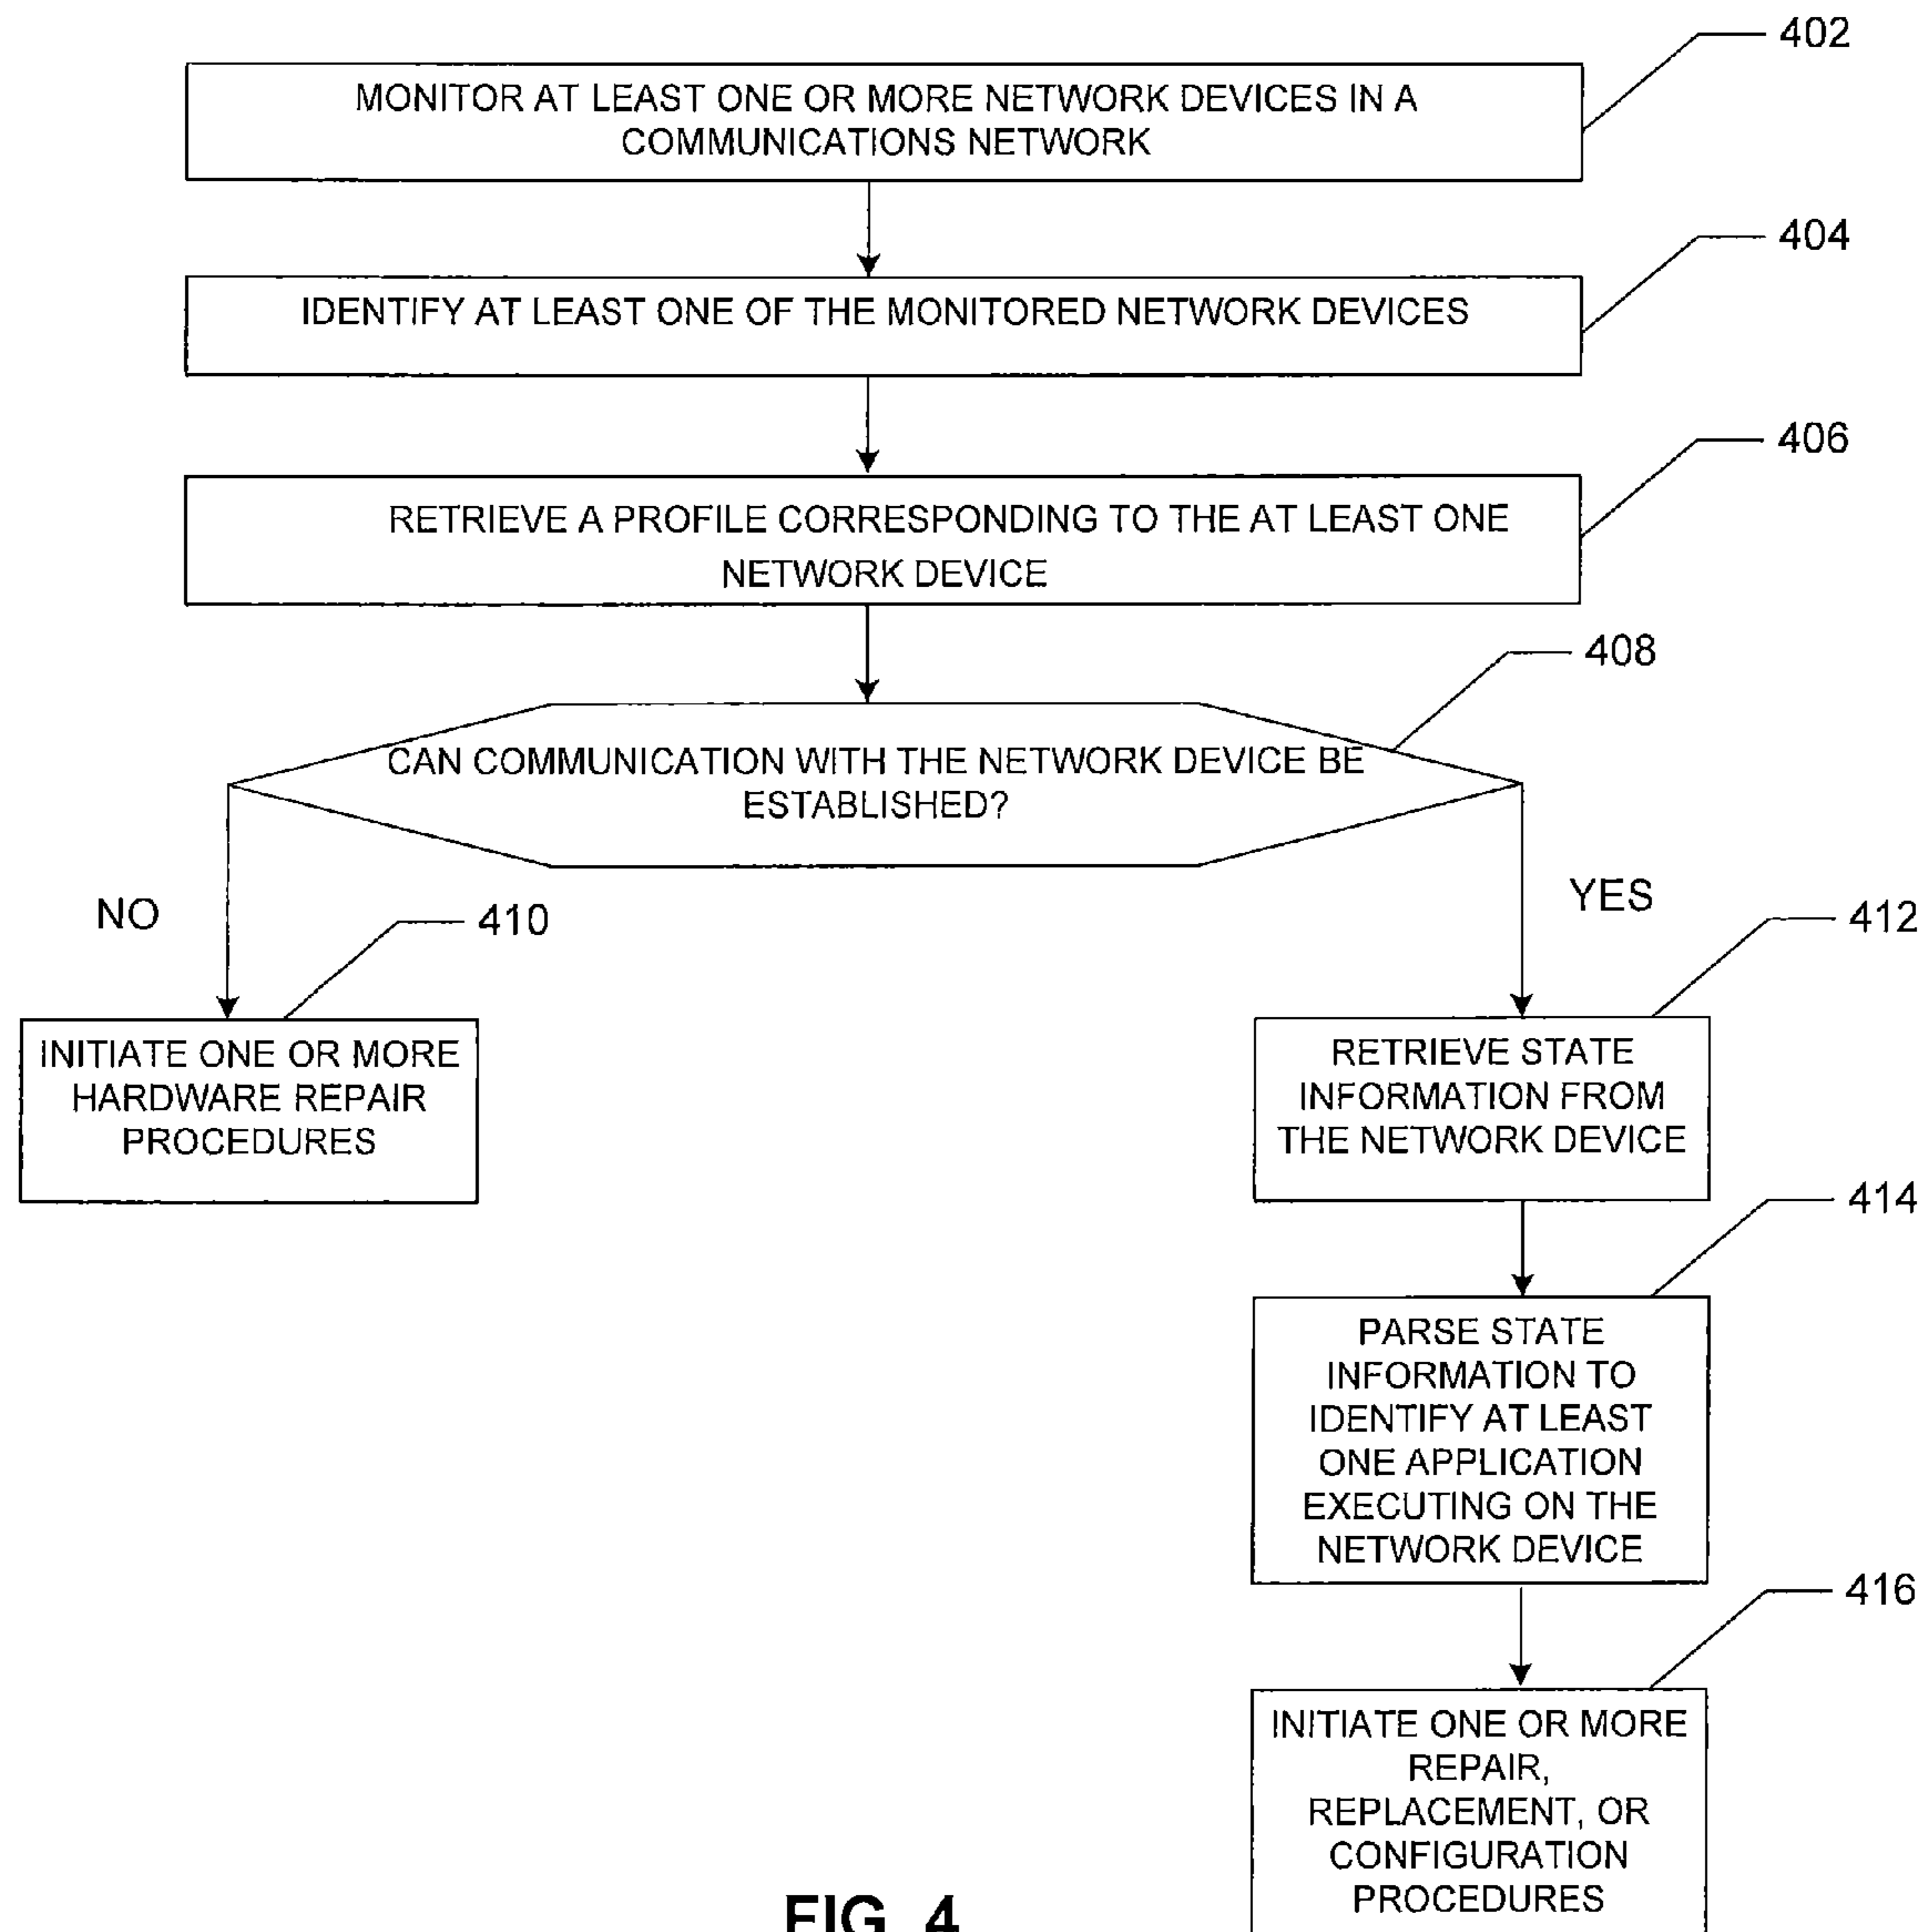 402
MONITOR AT LEAST ONE OR MORE NETWORK DEVICES IN A
COMMUNICATIONS NETWORK
404
IDENTIFY AT LEAST ONE OF THE MONITORED NETWORK DEVICES
406
RETRIEVE A PROFILE CORRESPONDING TO THE AT LEAST ONE
NETWORK DEVICE
408
CAN COMMUNICATION WITH THE NETWORK DEVICE BE
ESTABLISHED?
NO
410
INITIATE ONE OR MORE
HARDWARE REPAIR
PROCEDURES
YES
412
RETRIEVE STATE
INFORMATION FROM
THE NETWORK DEVICE
414
PARSE STATE
INFORMATION TO
IDENTIFY AT LEAST
ONE APPLICATION
EXECUTING ON THE
NETWORK DEVICE
416
INITIATE ONE OR MORE
REPAIR,
REPLACEMENT, OR
CONFIGURATION
PROCEDURES
FIG. 4